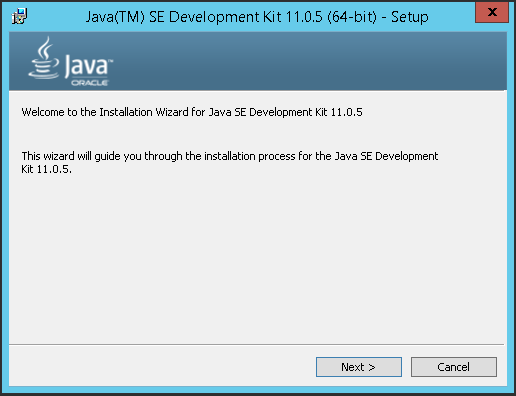 Java(TM) SE Development Kit 11.0.5 (64-bit) - Setup
x
Java™
ORACLE
Welcome to the Installation Wizard for Java SE Development Kit 11.0.5
This wizard will guide you through the installation process for the Java SE Development
Kit 11.0.5.
Next >
Cancel